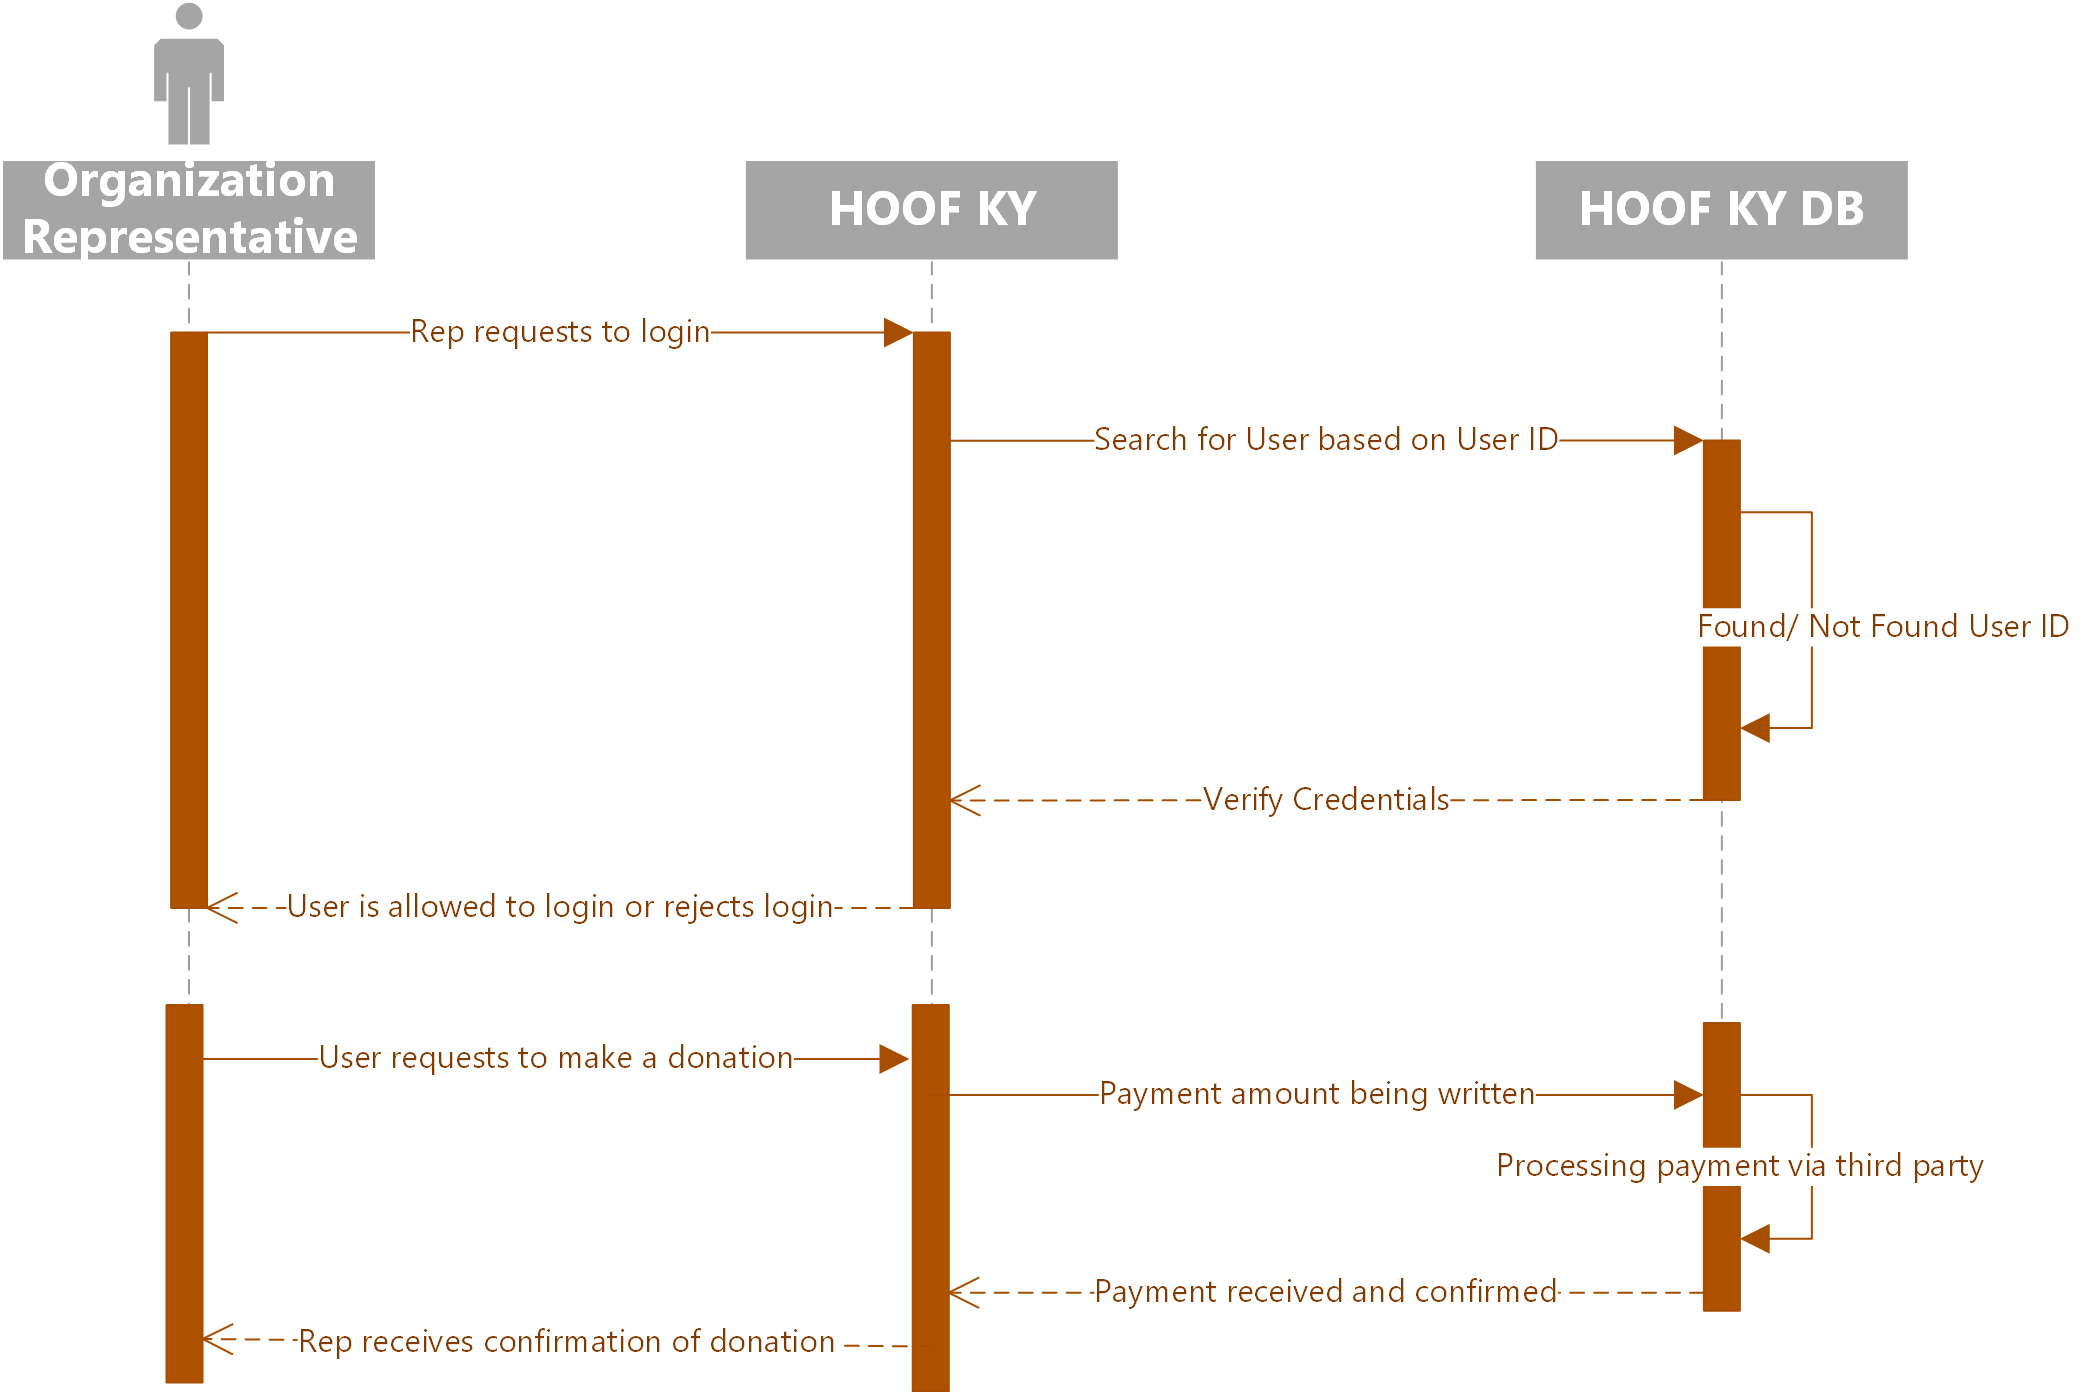 Organization
Representative
HOOF KY
HOOF KY DB
Rep requests to login
Search for User based on User ID
Found/ Not Found User ID
Verify Credentials
User is allowed to login or rejects login
User requests to make a donation
Payment amount being written
Processing payment via third party
Payment received and confirmed
Rep receives confirmation of donation